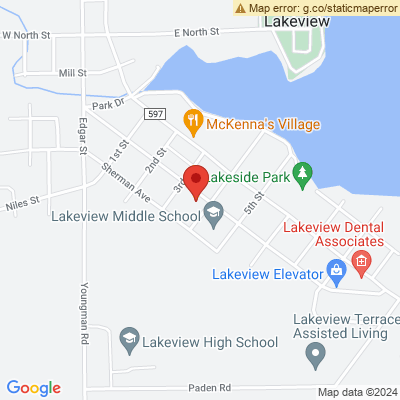 Map error: g.co/staticmaperror
Lakeview
E North St
W North St
Mill St
Park Dr
597
McKenna's Village
Edgar St
1st St
2nd St
3rd
Sherman Ave
Lakeside Park
5th St
Niles St
Lakeview Middle School
Lakeview Dental
Associates
Lakeview Elevator
Youngman Rd
Lakeview High School
Lakeview Terrace
Assisted Living
Paden Rd
Google
Map data ©2024